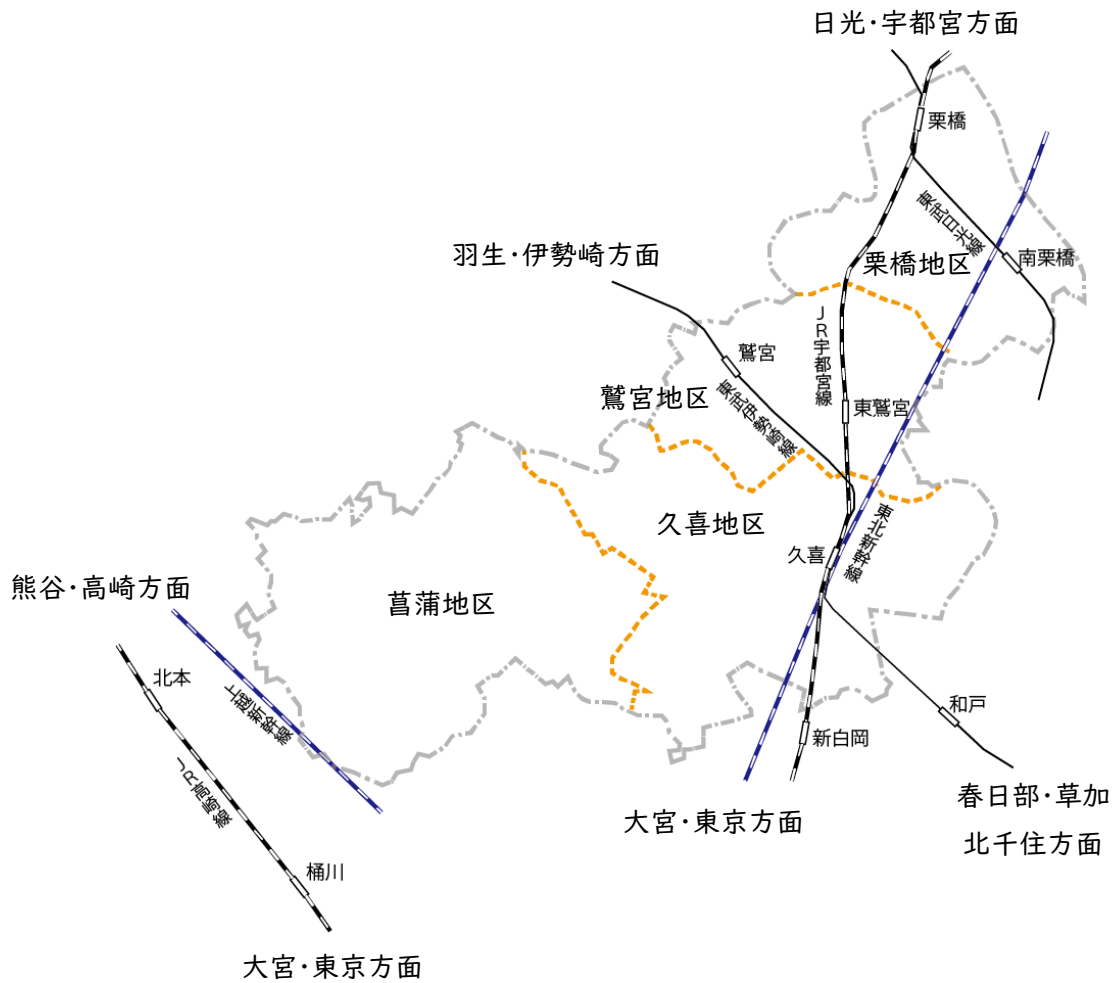 日光・宇都宮方面
栗橋
東武日光線
羽生・伊勢崎方面
栗橋地区
南栗橋
JR宇都宮線
鷲宮
鷲宮地区
東武伊勢崎線
東鷲宮
久喜地区
東北新幹線
久喜
熊谷・高崎方面
菖蒲地区
北本
上越新幹線
和戸
新白岡
JR高崎線
春日部・草加
北千住方面
大宮・東京方面
桶川
大宮・東京方面